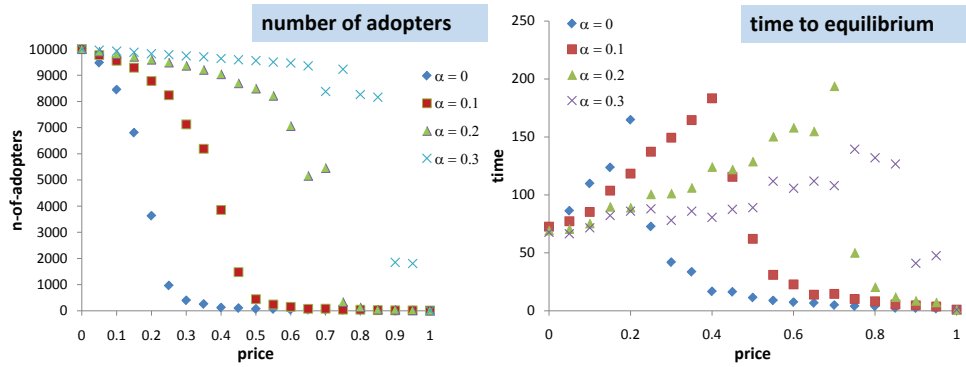 number of adopters
n-of-adopters
10000
9000
8000
7000
6000
5000
4000
3000
2000
1000
0
0 0.1 0.2 0.3 0.4 0.5 0.6 0.7 0.8 0.9 1
price
α = 0
α = 0.1
α = 0.2
α = 0.3
time to equilibrium
time
250
200
150
100
50
0
0 0.2 0.4 0.6 0.8 1
price
α = 0
α = 0.1
α = 0.2
α = 0.3